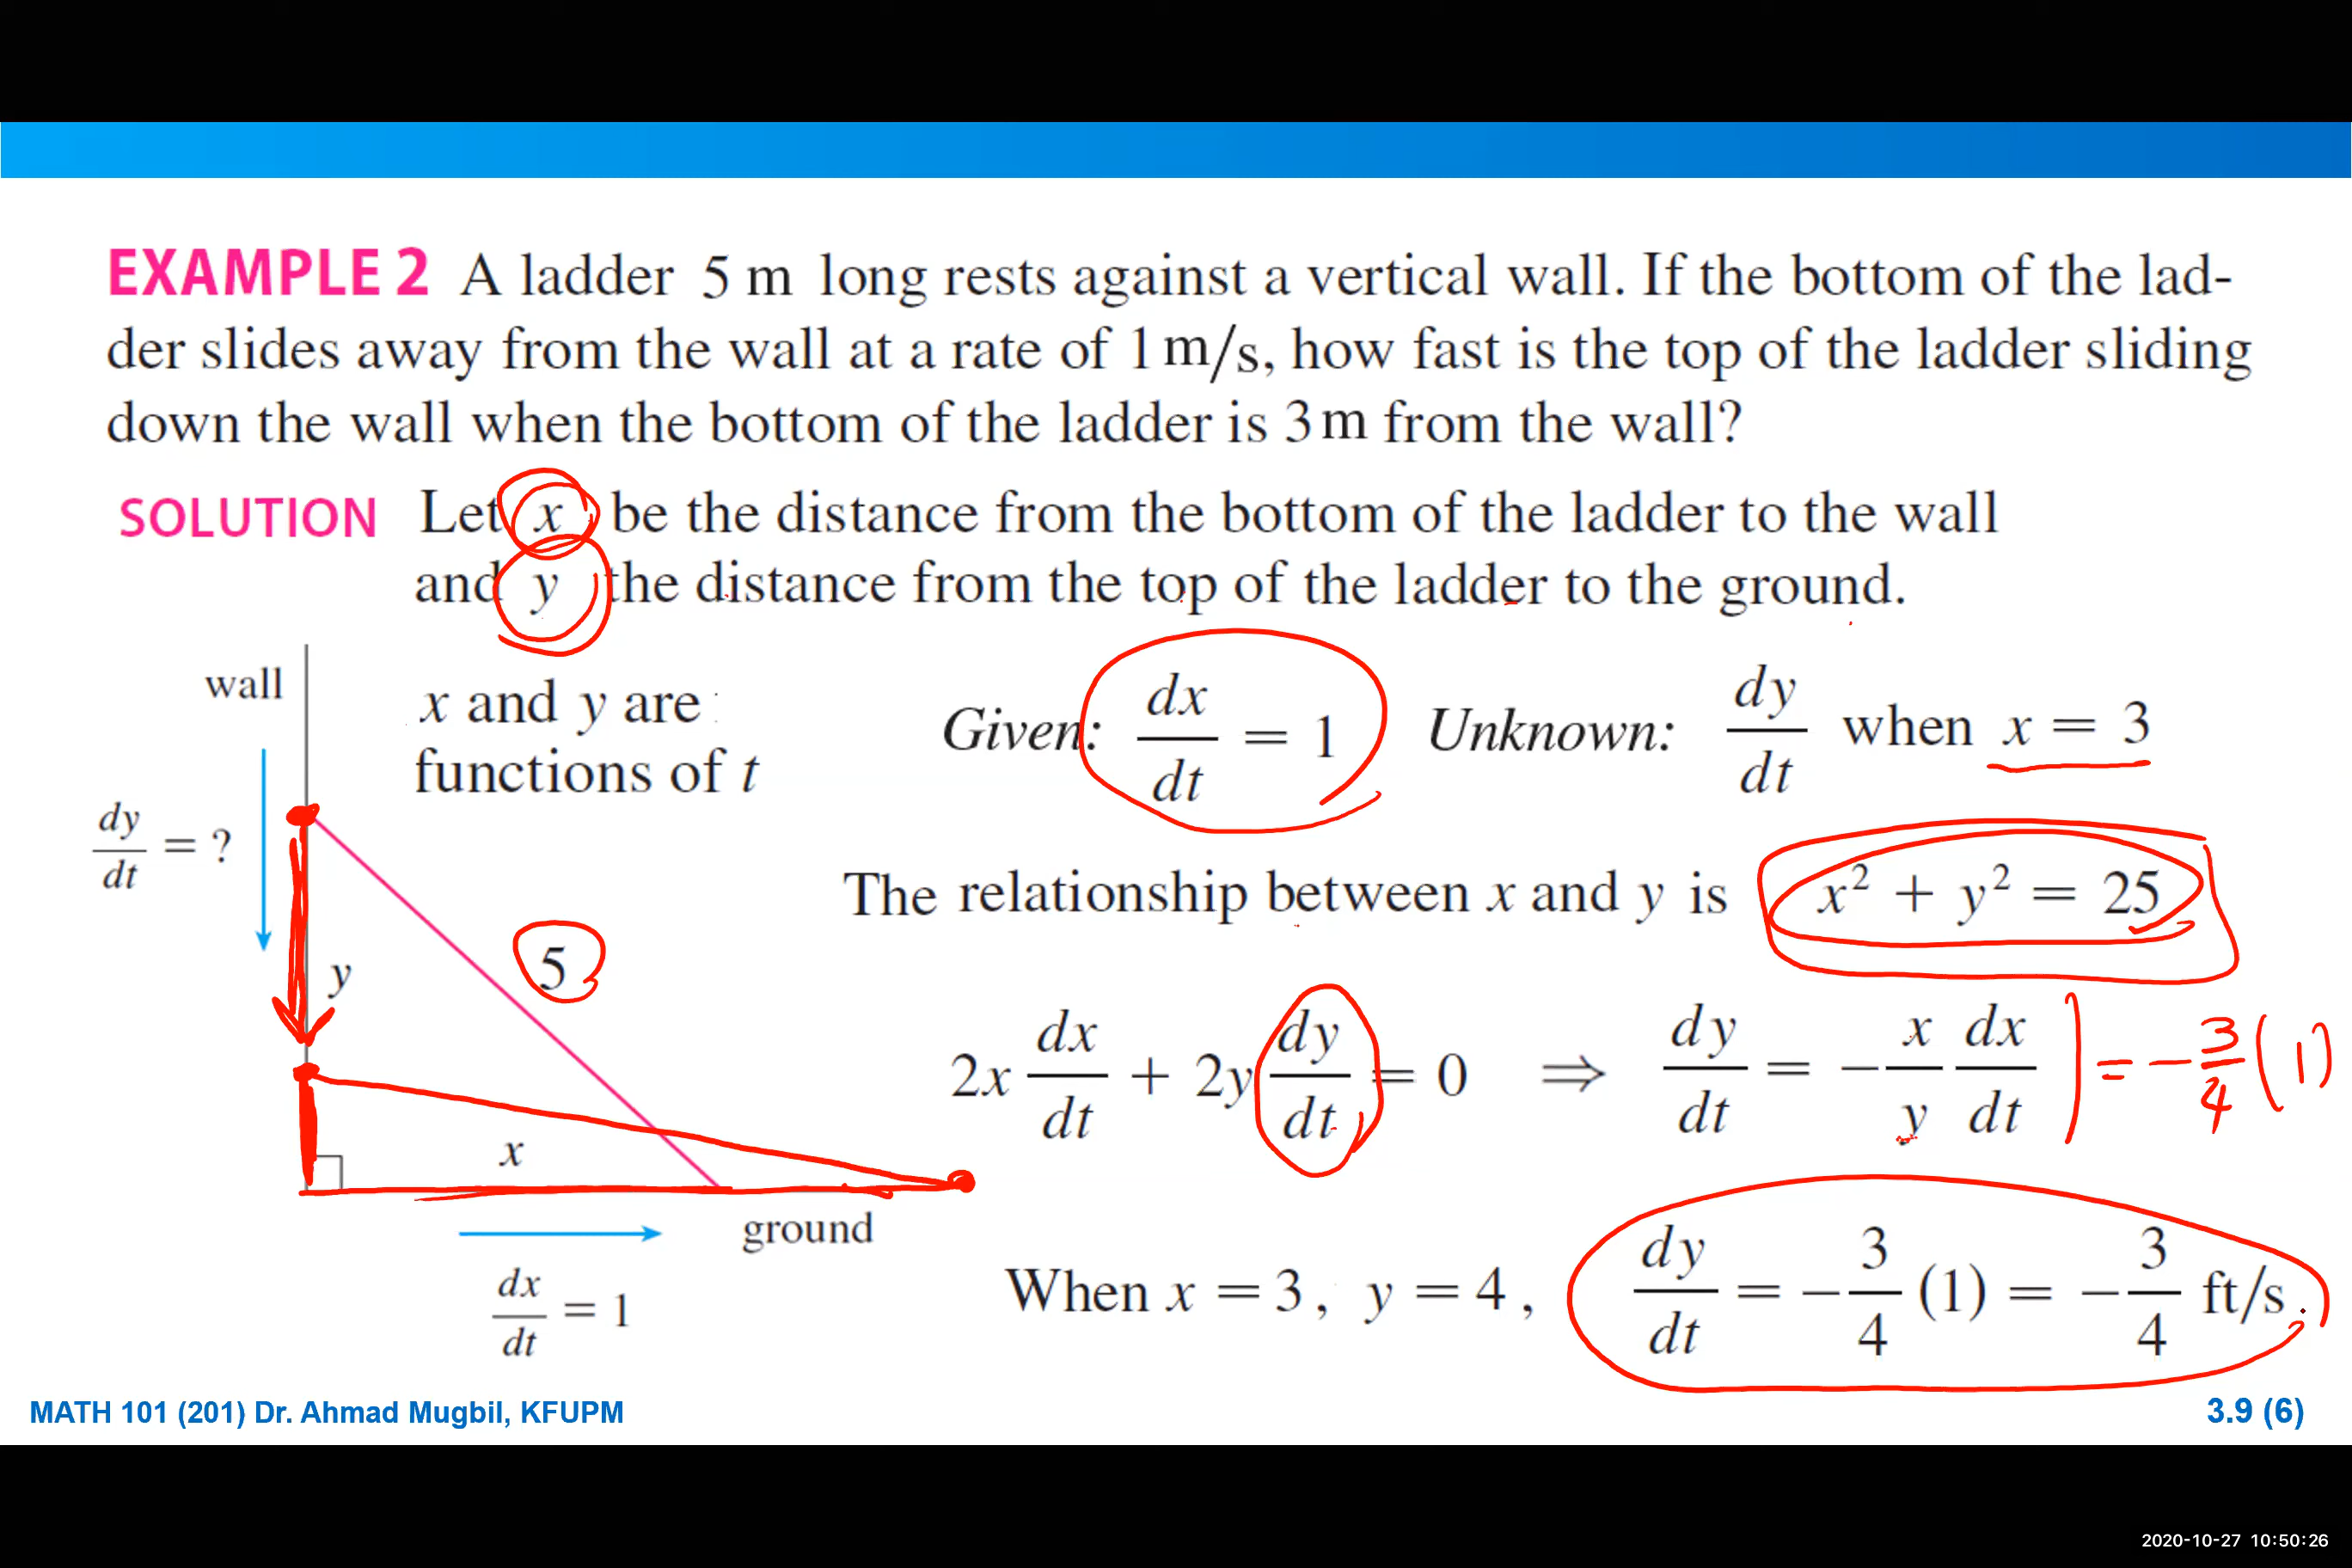 EXAMPLE 2 A ladder 5 m long rests against a vertical wall. If the bottom of the lad-
der slides away from the wall at a rate of 1 m/s, how fast is the top of the ladder sliding
down the wall when the bottom of the ladder is 3 m from the wall?
SOLUTION Let x be the distance from the bottom of the ladder to the wall
and y the distance from the top of the ladder to the ground.
wall
x and y are
functions of t
Given: dx/dt = 1 Unknown: dy/dt when x = 3
dy/dt = ?
The relationship between x and y is x² + y² = 25
5
y
2x dx/dt + 2y dy/dt = 0 ⇒ dy/dt = − x/y dx/dt | = − 3/4 (1)
x
ground
dx/dt = 1
When x = 3, y = 4, dy/dt = − 3/4 (1) = − 3/4 ft/s.
MATH 101 (201) Dr. Ahmad Mugbil, KFUPM
3.9 (6)
2020-10-27 10:50:26